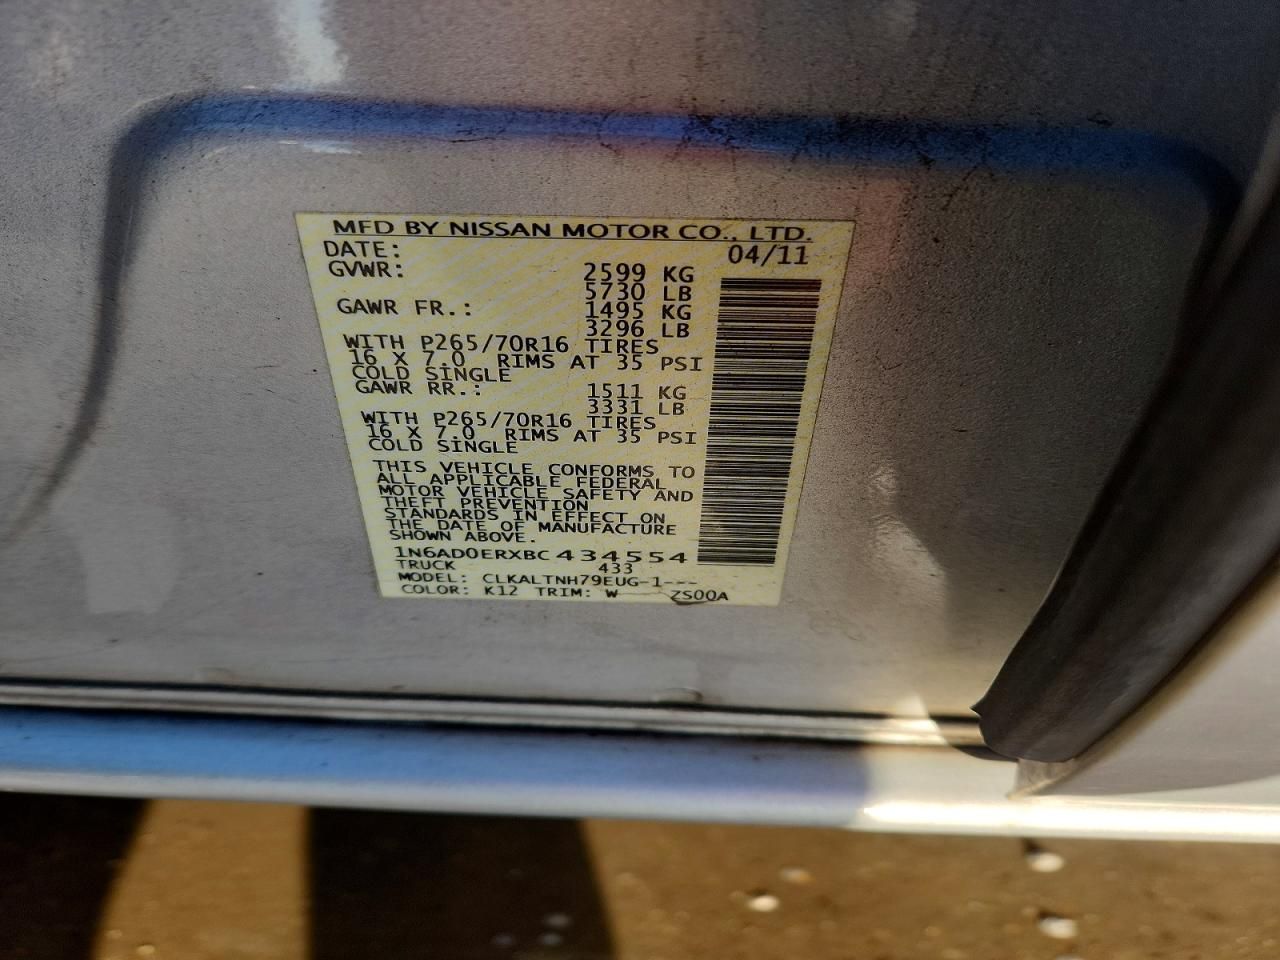 MFD BY NISSAN MOTOR CO., LTD.
DATE: 04/11
GVWR: 2599 KG
5730 LB
GAWR FR.: 1495 KG
3296 LB
WITH P265/70R16 TIRES
16 X 7.0 RIMS AT 35 PSI
COLD SINGLE
GAWR RR.: 1511 KG
3331 LB
WITH P265/70R16 TIRES
16 X 7.0 RIMS AT 35 PSI
COLD SINGLE
THIS VEHICLE CONFORMS TO
ALL APPLICABLE FEDERAL
MOTOR VEHICLE SAFETY AND
THEFT PREVENTION
STANDARDS IN EFFECT ON
THE DATE OF MANUFACTURE
SHOWN ABOVE.
1N6AD0ERXBC434554
TRUCK 433
MODEL: CLKALTNH79EUG-1---
COLOR: K12 TRIM: W ZS00A